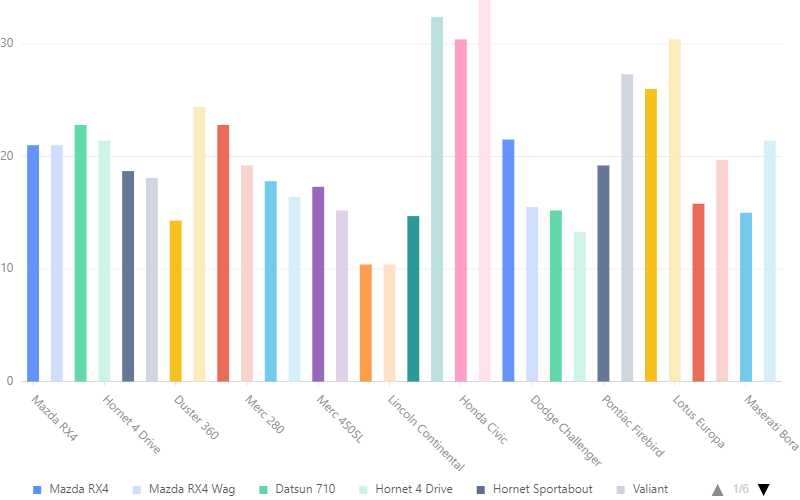 30
20
10
0
Mazda RX4
Hornet 4 Drive
Duster 360
Merc 280
Merc 450SL
Lincoln Continental
Honda Civic
Dodge Challenger
Pontiac Firebird
Lotus Europa
Maserati Bora
Mazda RX4 Mazda RX4 Wag Datsun 710 Hornet 4 Drive Hornet Sportabout Valiant 1/6